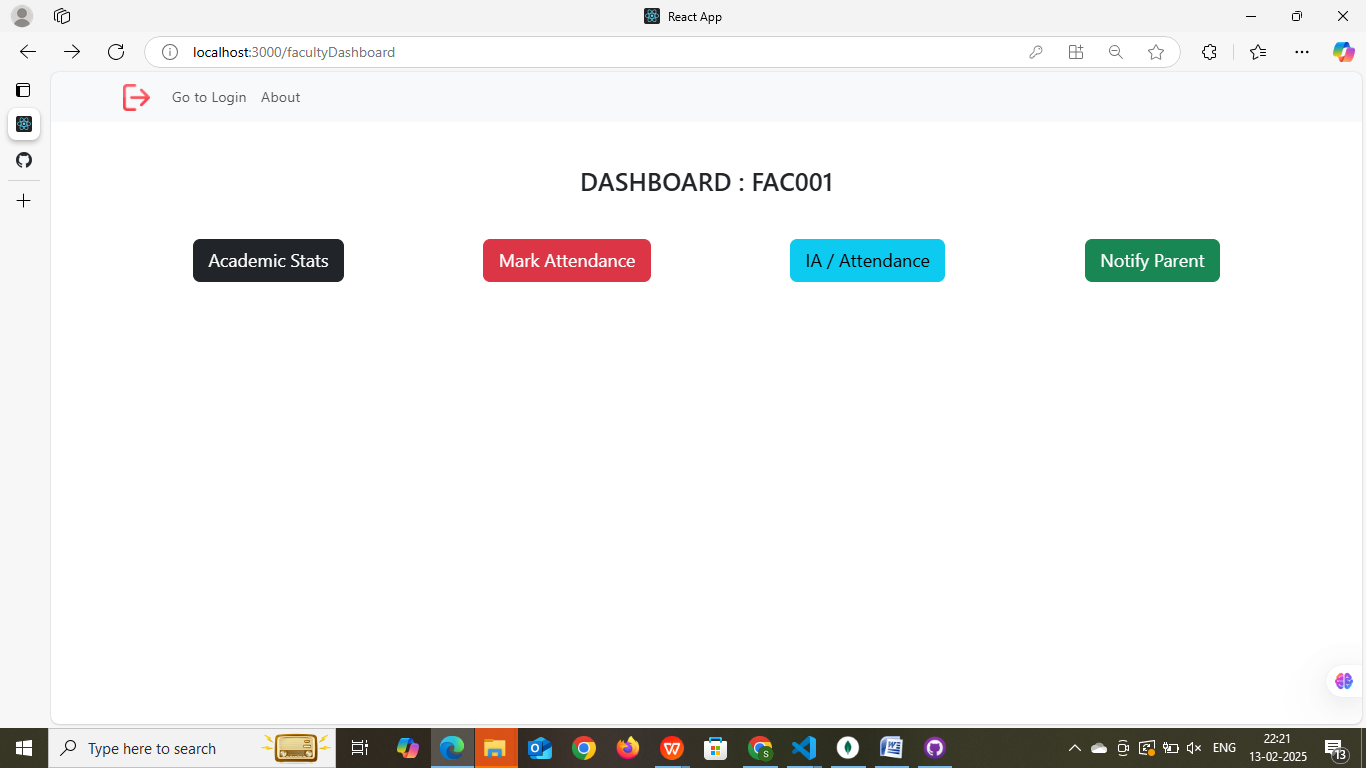 React App
localhost:3000/facultyDashboard
Go to Login About
DASHBOARD : FAC001
Academic Stats Mark Attendance IA / Attendance Notify Parent
Type here to search
ENG
22:21
13-02-2025
13